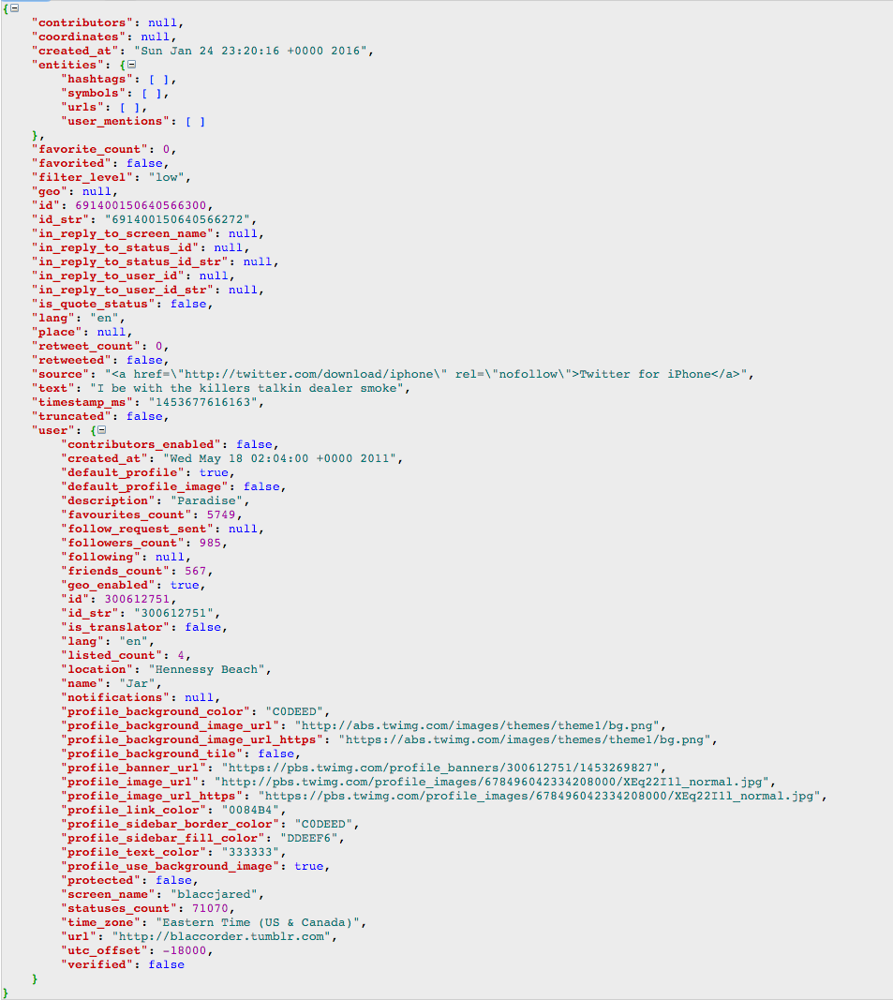 {
"contributors": null,
"coordinates": null,
"created_at": "Sun Jan 24 23:20:16 +0000 2016",
"entities": {
"hashtags": [ ],
"symbols": [ ],
"urls": [ ],
"user_mentions": [ ]
},
"favorite_count": 0,
"favorited": false,
"filter_level": "low",
"geo": null,
"id": 691400150640566300,
"id_str": "691400150640566272",
"in_reply_to_screen_name": null,
"in_reply_to_status_id": null,
"in_reply_to_status_id_str": null,
"in_reply_to_user_id": null,
"in_reply_to_user_id_str": null,
"is_quote_status": false,
"lang": "en",
"place": null,
"retweet_count": 0,
"retweeted": false,
"source": "<a href=\"http://twitter.com/download/iphone\" rel=\"nofollow\">Twitter for iPhone</a>",
"text": "I be with the killers talkin dealer smoke",
"timestamp_ms": "1453677616163",
"truncated": false,
"user": {
"contributors_enabled": false,
"created_at": "Wed May 18 02:04:00 +0000 2011",
"default_profile": true,
"default_profile_image": false,
"description": "Paradise",
"favourites_count": 5749,
"follow_request_sent": null,
"followers_count": 985,
"following": null,
"friends_count": 567,
"geo_enabled": true,
"id": 300612751,
"id_str": "300612751",
"is_translator": false,
"lang": "en",
"listed_count": 4,
"location": "Hennessy Beach",
"name": "Jar",
"notifications": null,
"profile_background_color": "C0DEED",
"profile_background_image_url": "http://abs.twimg.com/images/themes/theme1/bg.png",
"profile_background_image_url_https": "https://abs.twimg.com/images/themes/theme1/bg.png",
"profile_background_tile": false,
"profile_banner_url": "https://pbs.twimg.com/profile_banners/300612751/1453269827",
"profile_image_url": "http://pbs.twimg.com/profile_images/678496042334208000/XEq22I1l_normal.jpg",
"profile_image_url_https": "https://pbs.twimg.com/profile_images/678496042334208000/XEq22I1l_normal.jpg",
"profile_link_color": "0084B4",
"profile_sidebar_border_color": "C0DEED",
"profile_sidebar_fill_color": "DDEEF6",
"profile_text_color": "333333",
"profile_use_background_image": true,
"protected": false,
"screen_name": "blaccjared",
"statuses_count": 71070,
"time_zone": "Eastern Time (US & Canada)",
"url": "http://blaccorder.tumblr.com",
"utc_offset": -18000,
"verified": false
}
}